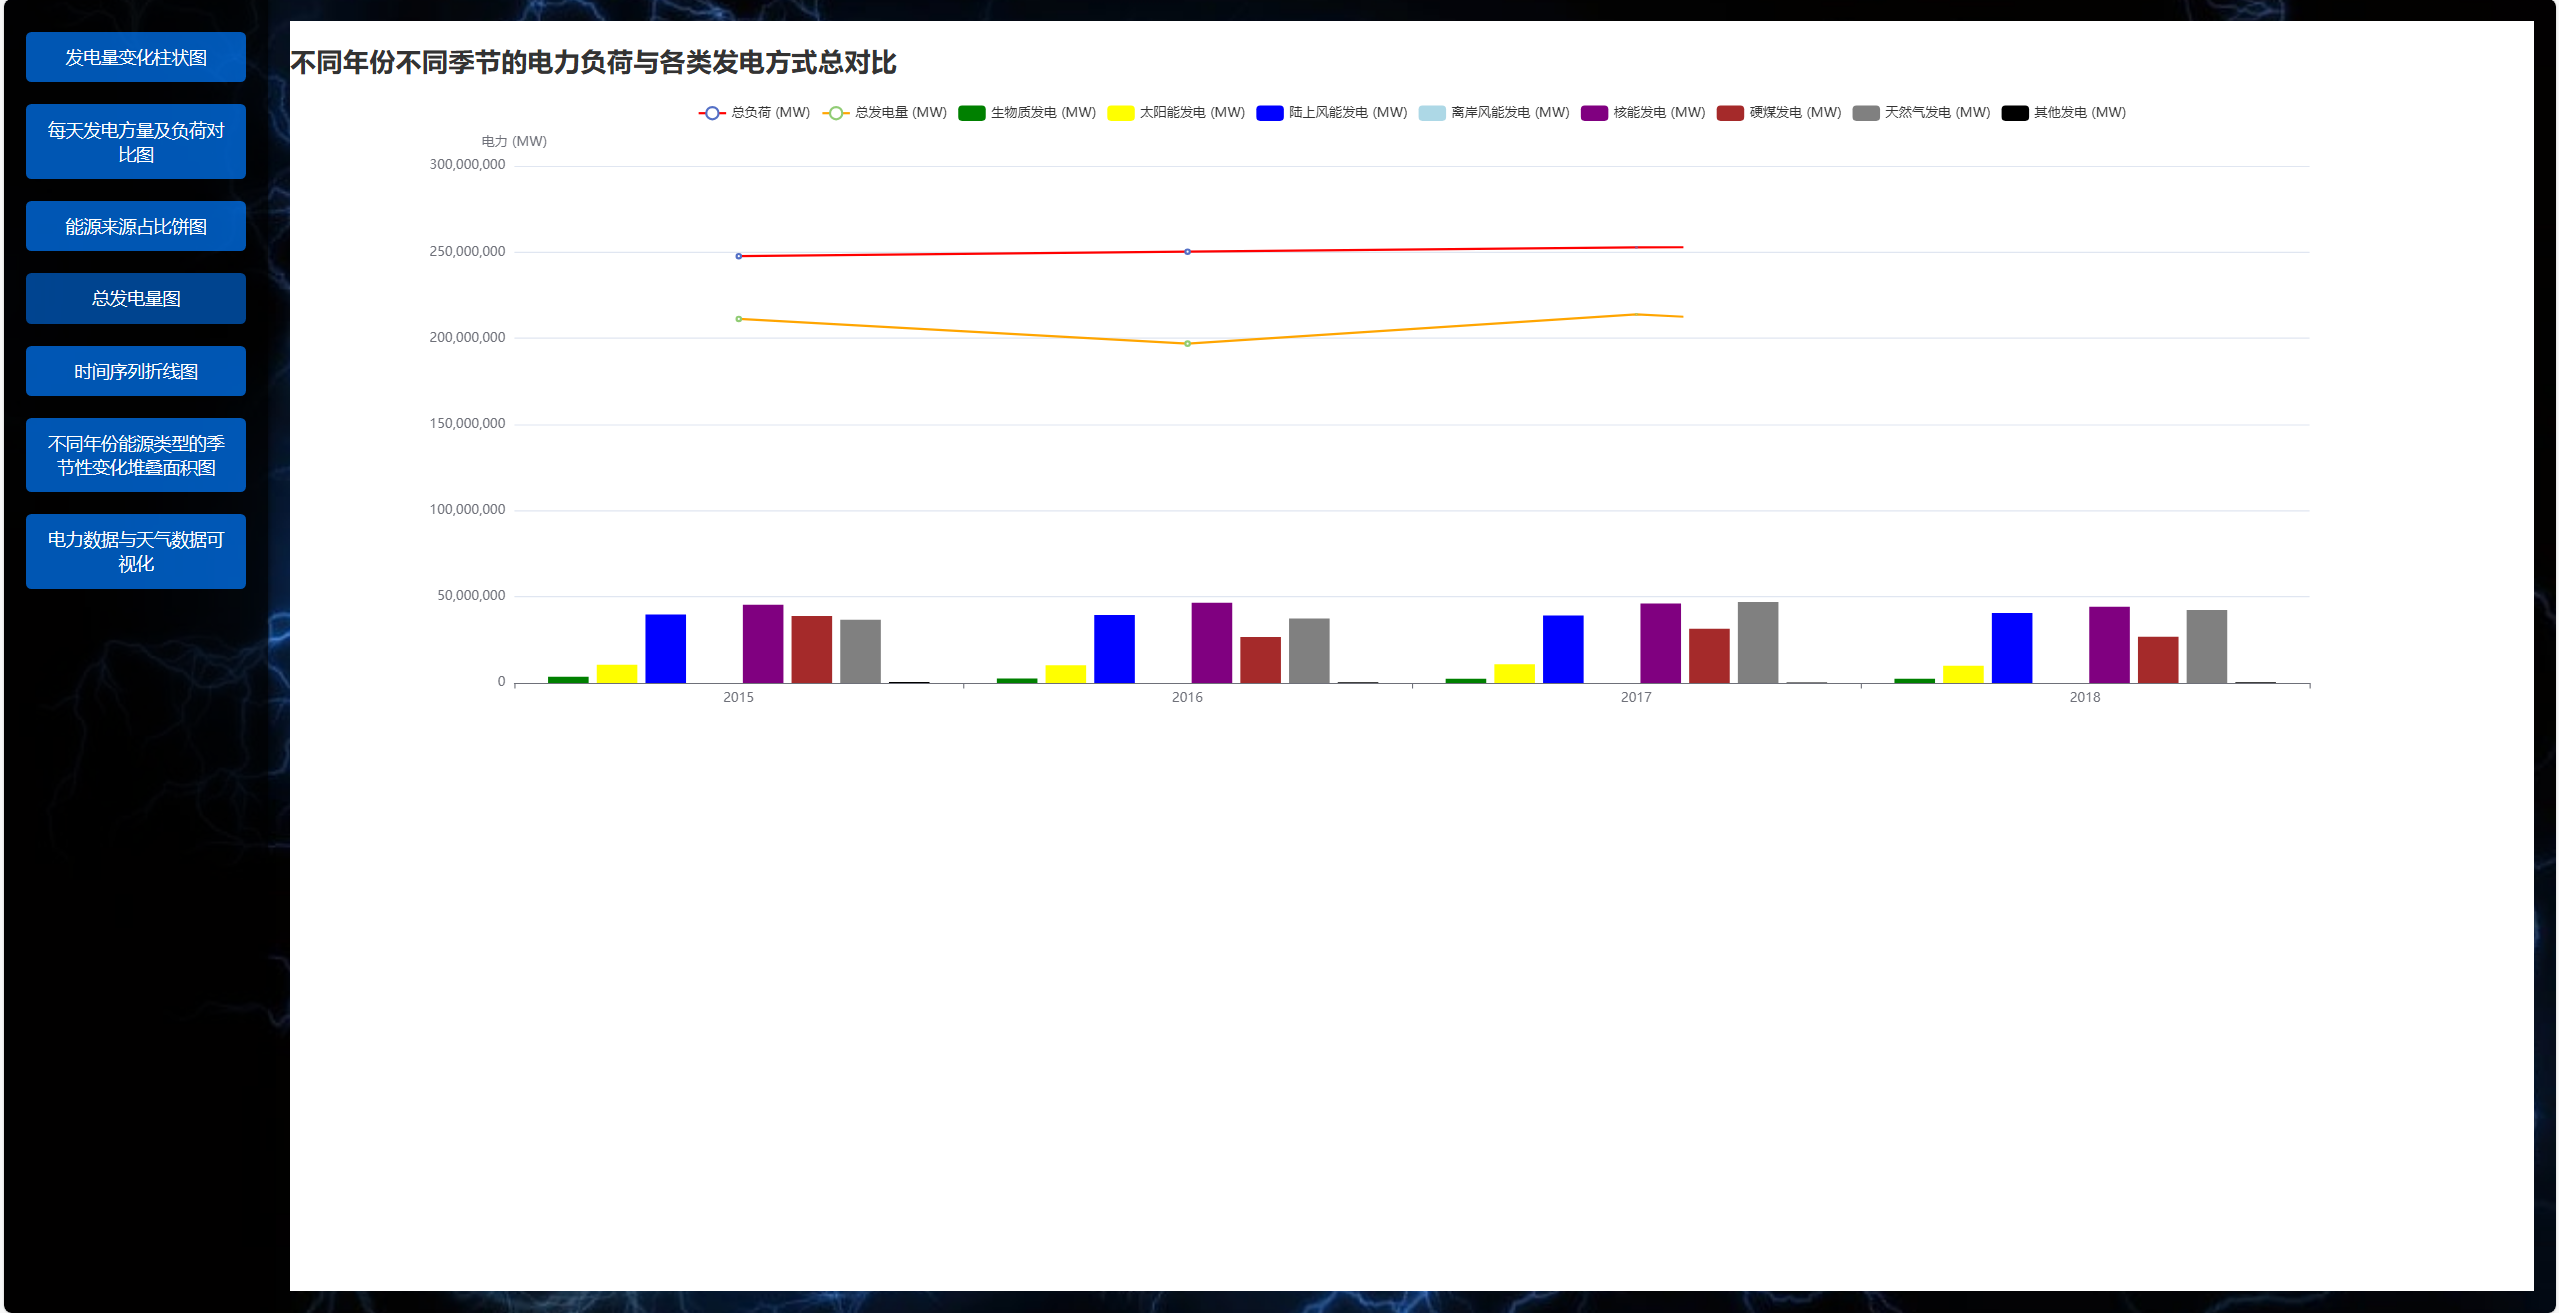 发电量变化柱状图
每天发电方量及负荷对
比图
能源来源占比饼图
总发电量图
时间序列折线图
不同年份能源类型的季
节性变化堆叠面积图
电力数据与天气数据可
视化
不同年份不同季节的电力负荷与各类发电方式总对比
总负荷 (MW) 总发电量 (MW) 生物质发电 (MW) 太阳能发电 (MW) 陆上风能发电 (MW) 离岸风能发电 (MW) 核能发电 (MW) 硬煤发电 (MW) 天然气发电 (MW) 其他发电 (MW)
电力 (MW)
300,000,000
250,000,000
200,000,000
150,000,000
100,000,000
50,000,000
0
2015 2016 2017 2018